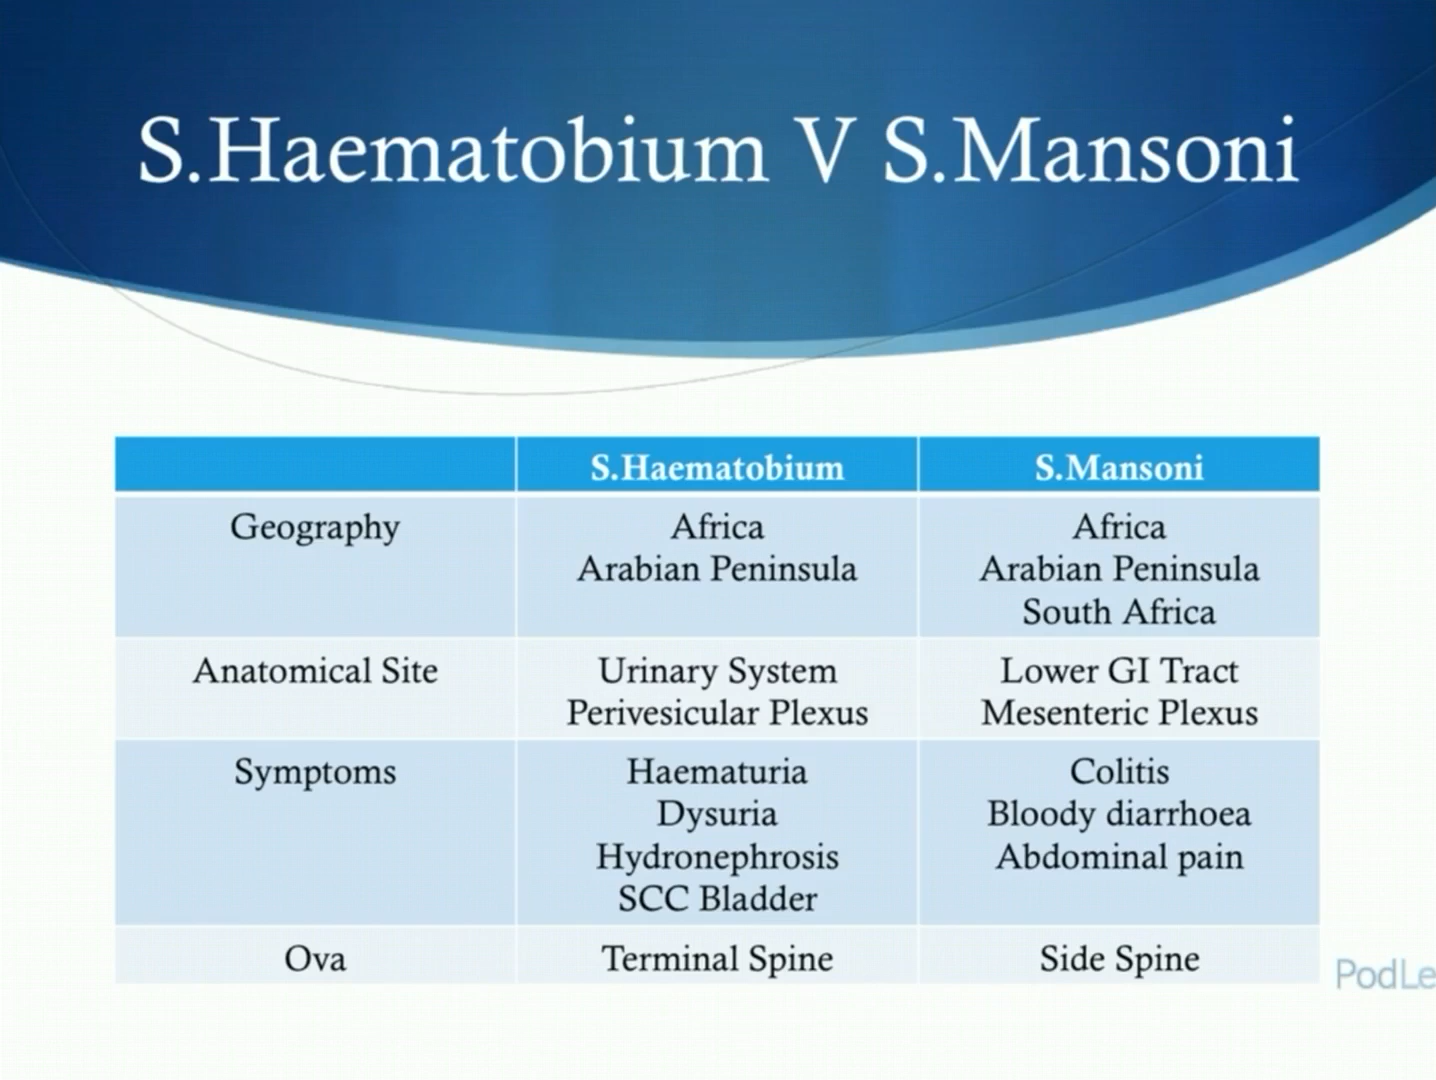 S.Haematobium V S.Mansoni
S.Haematobium S.Mansoni
Geography Africa Africa
Arabian Peninsula Arabian Peninsula
South Africa
Anatomical Site Urinary System Lower GI Tract
Perivesicular Plexus Mesenteric Plexus
Symptoms Haematuria Colitis
Dysuria Bloody diarrhoea
Hydronephrosis Abdominal pain
SCC Bladder
Ova Terminal Spine Side Spine
PodLe